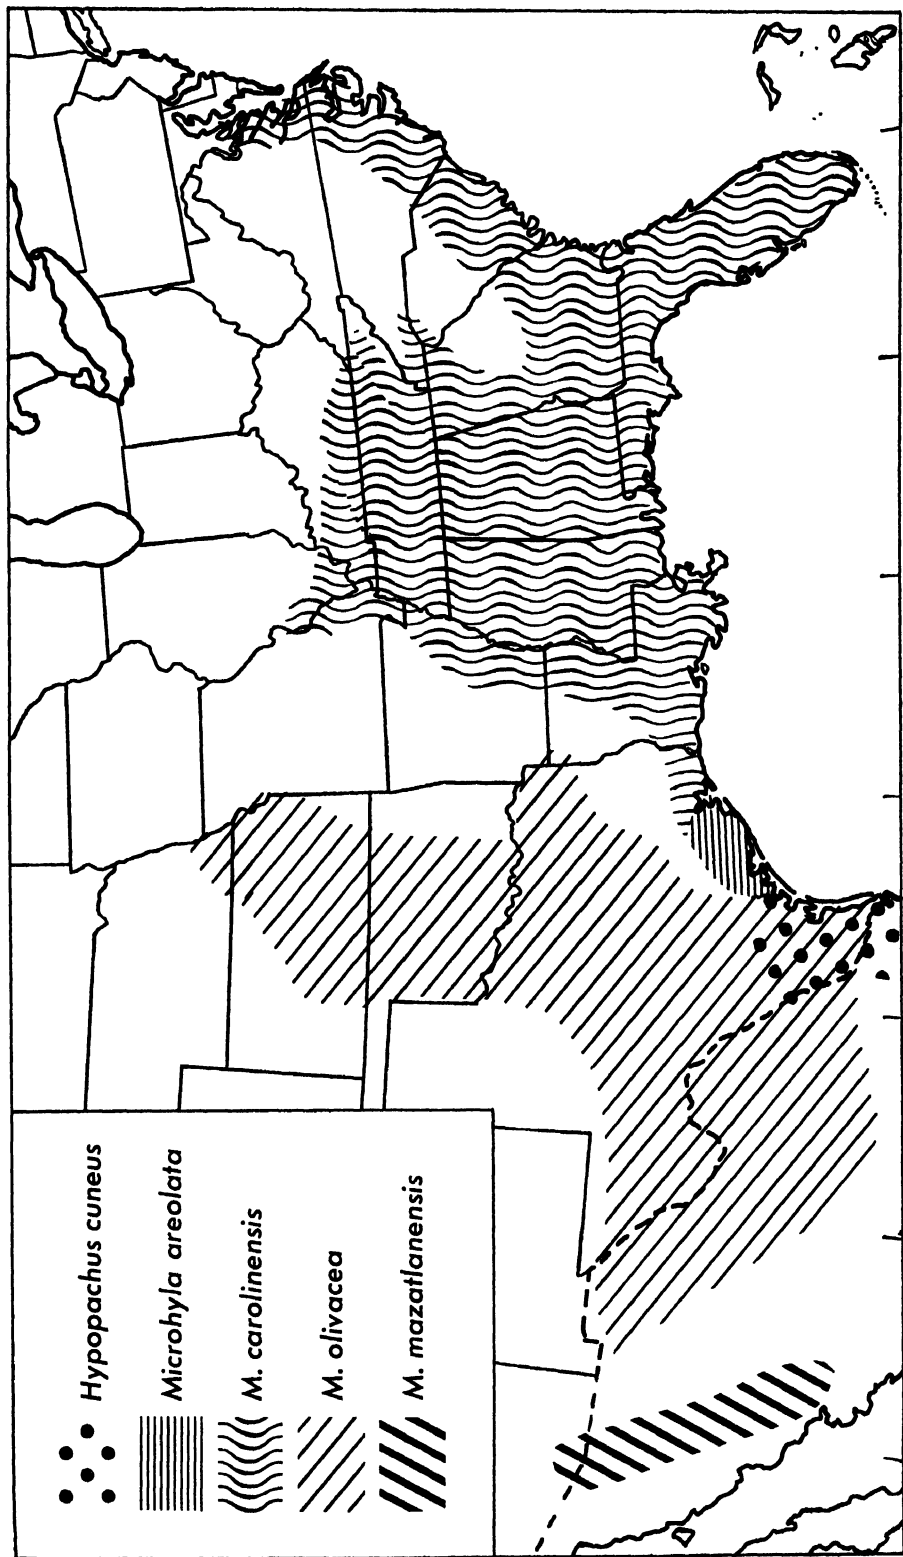 Hypopachus cuneus
Microhyla areolata
M. carolinensis
M. olivacea
M. mazatlanensis